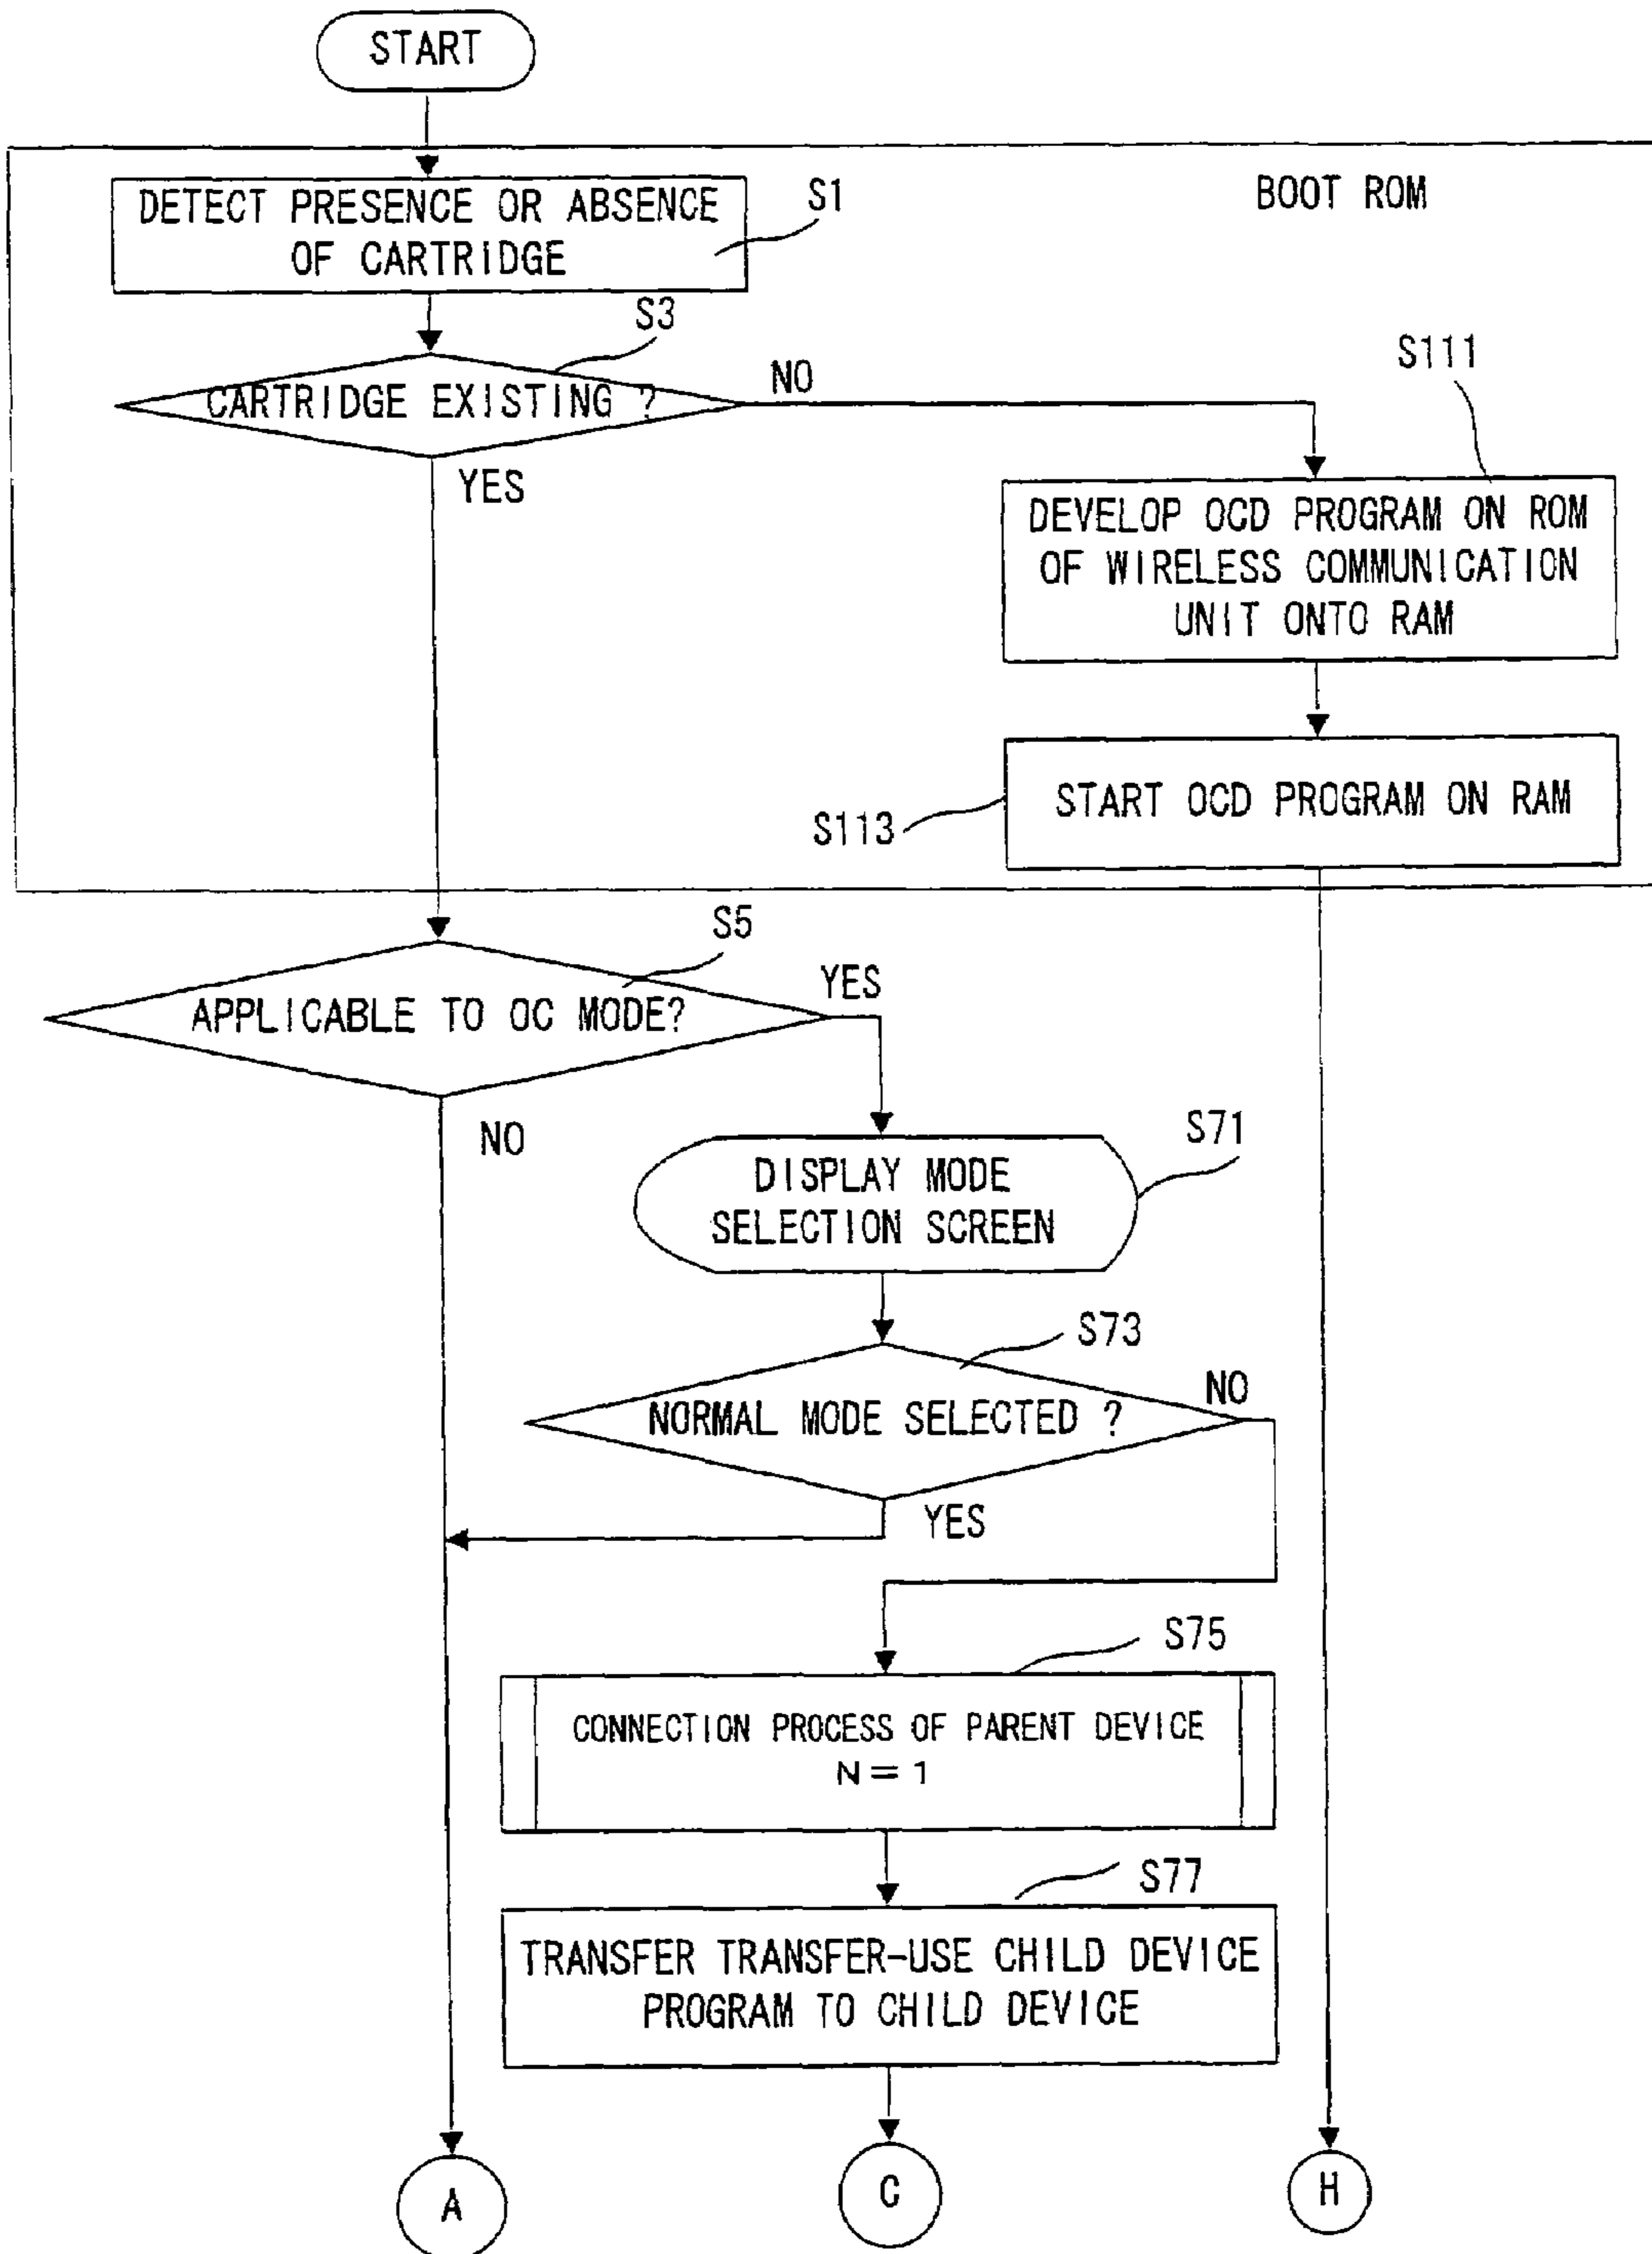 START
BOOT ROM
DETECT PRESENCE OR ABSENCE
OF CARTRIDGE
S1
S3
CARTRIDGE EXISTING ?
NO
YES
S111
DEVELOP OCD PROGRAM ON ROM
OF WIRELESS COMMUNICATION
UNIT ONTO RAM
START OCD PROGRAM ON RAM
S113
S5
APPLICABLE TO OC MODE?
YES
NO
S71
DISPLAY MODE
SELECTION SCREEN
S73
NORMAL MODE SELECTED ?
NO
YES
S75
CONNECTION PROCESS OF PARENT DEVICE
N = 1
S77
TRANSFER TRANSFER-USE CHILD DEVICE
PROGRAM TO CHILD DEVICE
A
C
H